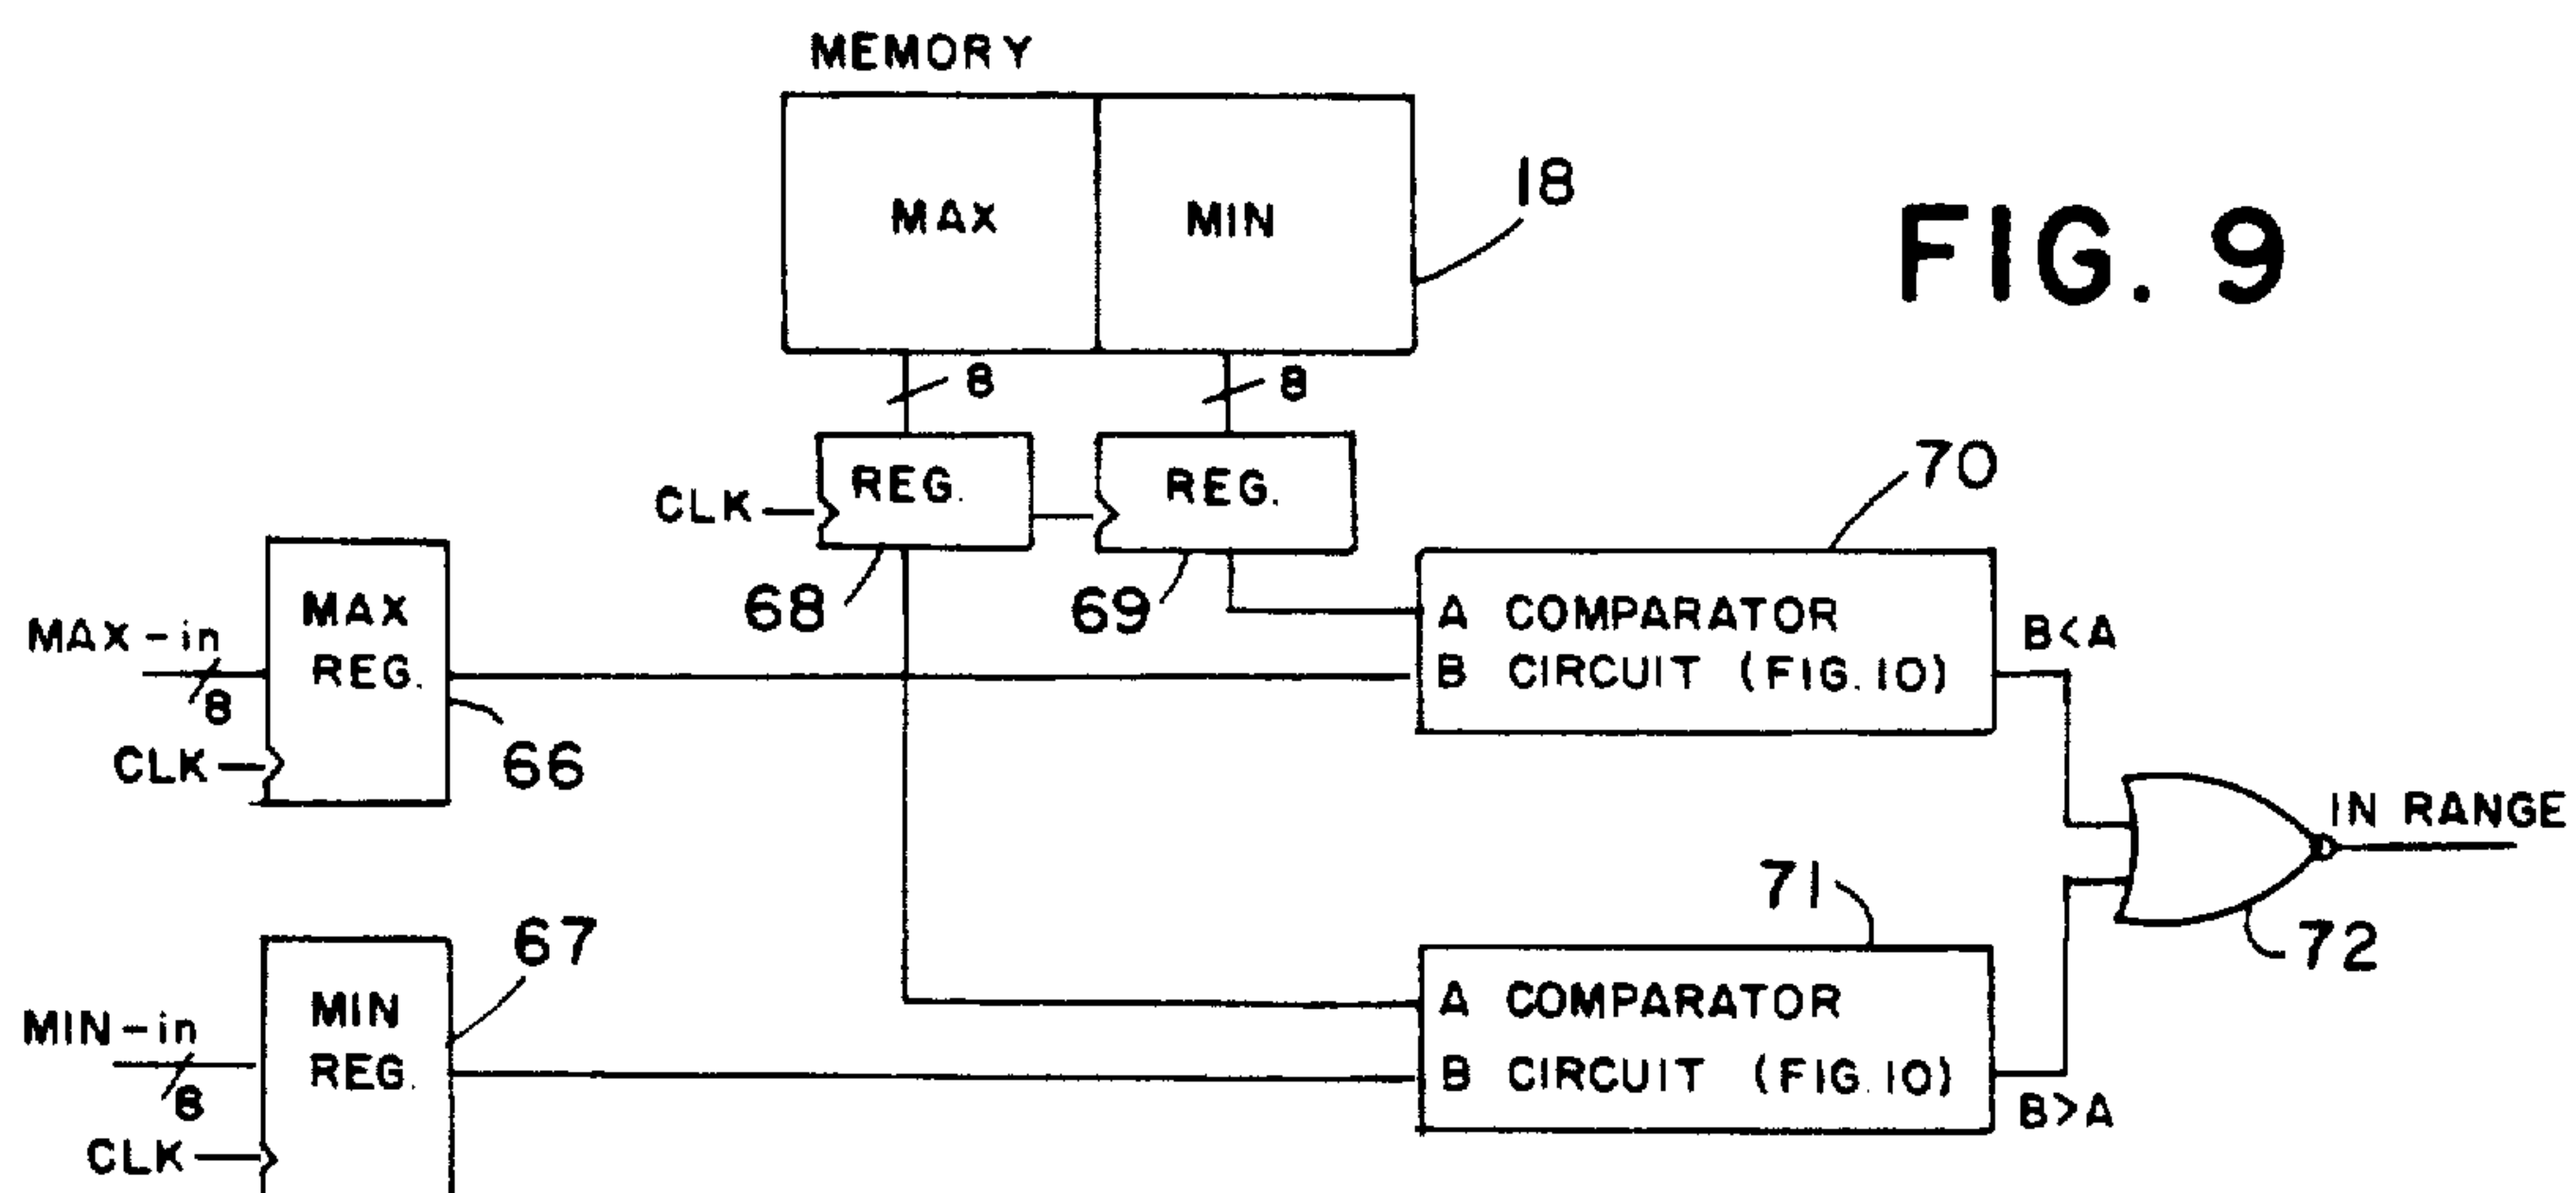 MEMORY
MAX MIN
18
FIG. 9
8 8
CLK REG. REG.
70
68 69
MAX-in
8
MAX
REG.
CLK
66
A COMPARATOR
B CIRCUIT (FIG. 10)
B<A
IN RANGE
72
71
67
MIN-in
8
MIN
REG.
CLK
A COMPARATOR
B CIRCUIT (FIG. 10)
B>A